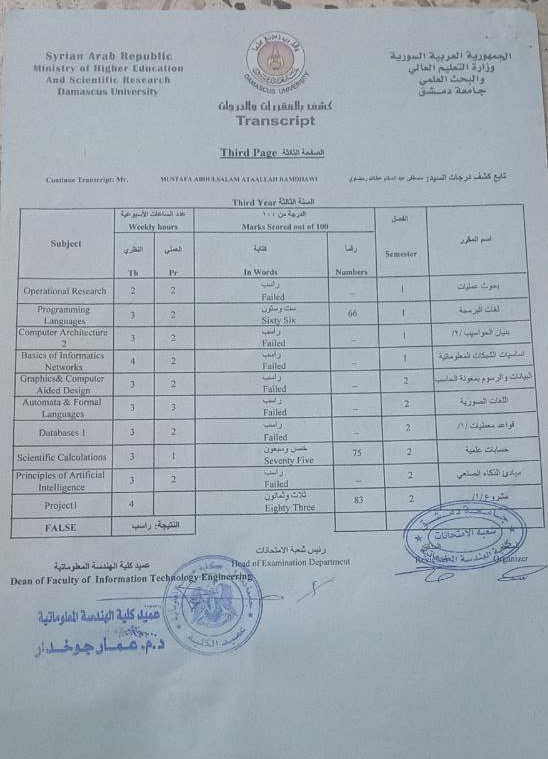 Syrian Arab Republic
Ministry of Higher Education
And Scientific Research
Damascus University
الجمهورية العربية السورية
وزارة التعليم العالي
والبحث العلمي
جامعة دمشق
DAMASCUS UNIVERSITY
كشف بالمقررات والدرجات
Transcript
Third Page الصفحة الثالثة
Continue Transcript: Mr. MUSTAFA ABDULSALAM ATAALLAH RAMDHAWI تابع كشف درجات السيد: مصطفى عبد السلام عطاالله رمضاوي
Third Year السنة الثالثة
Subject
عدد الساعات الأسبوعية
Weekly hours
النظري العملي
Th Pr
الدرجة من ١٠٠
Marks Scored out of 100
كتابة رقما
In Words Numbers
الفصل
Semester
اسم المقرر
Operational Research 2 2 راسب Failed _ 1 بحوث عمليات
Programming Languages 3 2 ست وستون Sixty Six 66 1 لغات البرمجة
Computer Architecture 2 3 2 راسب Failed _ 1 بنيان الحواسيب /٢/
Basics of Informatics Networks 4 2 راسب Failed _ 1 اساسيات الشبكات المعلوماتية
Graphics& Computer Aided Design 3 2 راسب Failed _ 2 البيانات والرسوم بمعونة الحاسب
Automata & Formal Languages 3 3 راسب Failed _ 2 اللغات الصورية
Databases 1 3 2 راسب Failed _ 2 قواعد معطيات /١/
Scientific Calculations 3 1 خمس وسبعون Seventy Five 75 2 حسابات علمية
Principles of Artificial Intelligence 3 2 راسب Failed _ 2 مبادئ الذكاء الصنعي
Project1 4 ثلاث وثمانون Eighty Three 83 2 مشروع /١/
FALSE النتيجة: راسب
جامعة دمشق
شعبة الامتحانات
كلية الهندسة المعلوماتية
عميد كلية الهندسة المعلوماتية
Dean of Faculty of Information Technology Engineering
رئيس شعبة الامتحانات
Head of Examination Department
Organizer
عميد الكلية
عميد كلية الهندسة المعلوماتية
د.م. عمار جوخدار